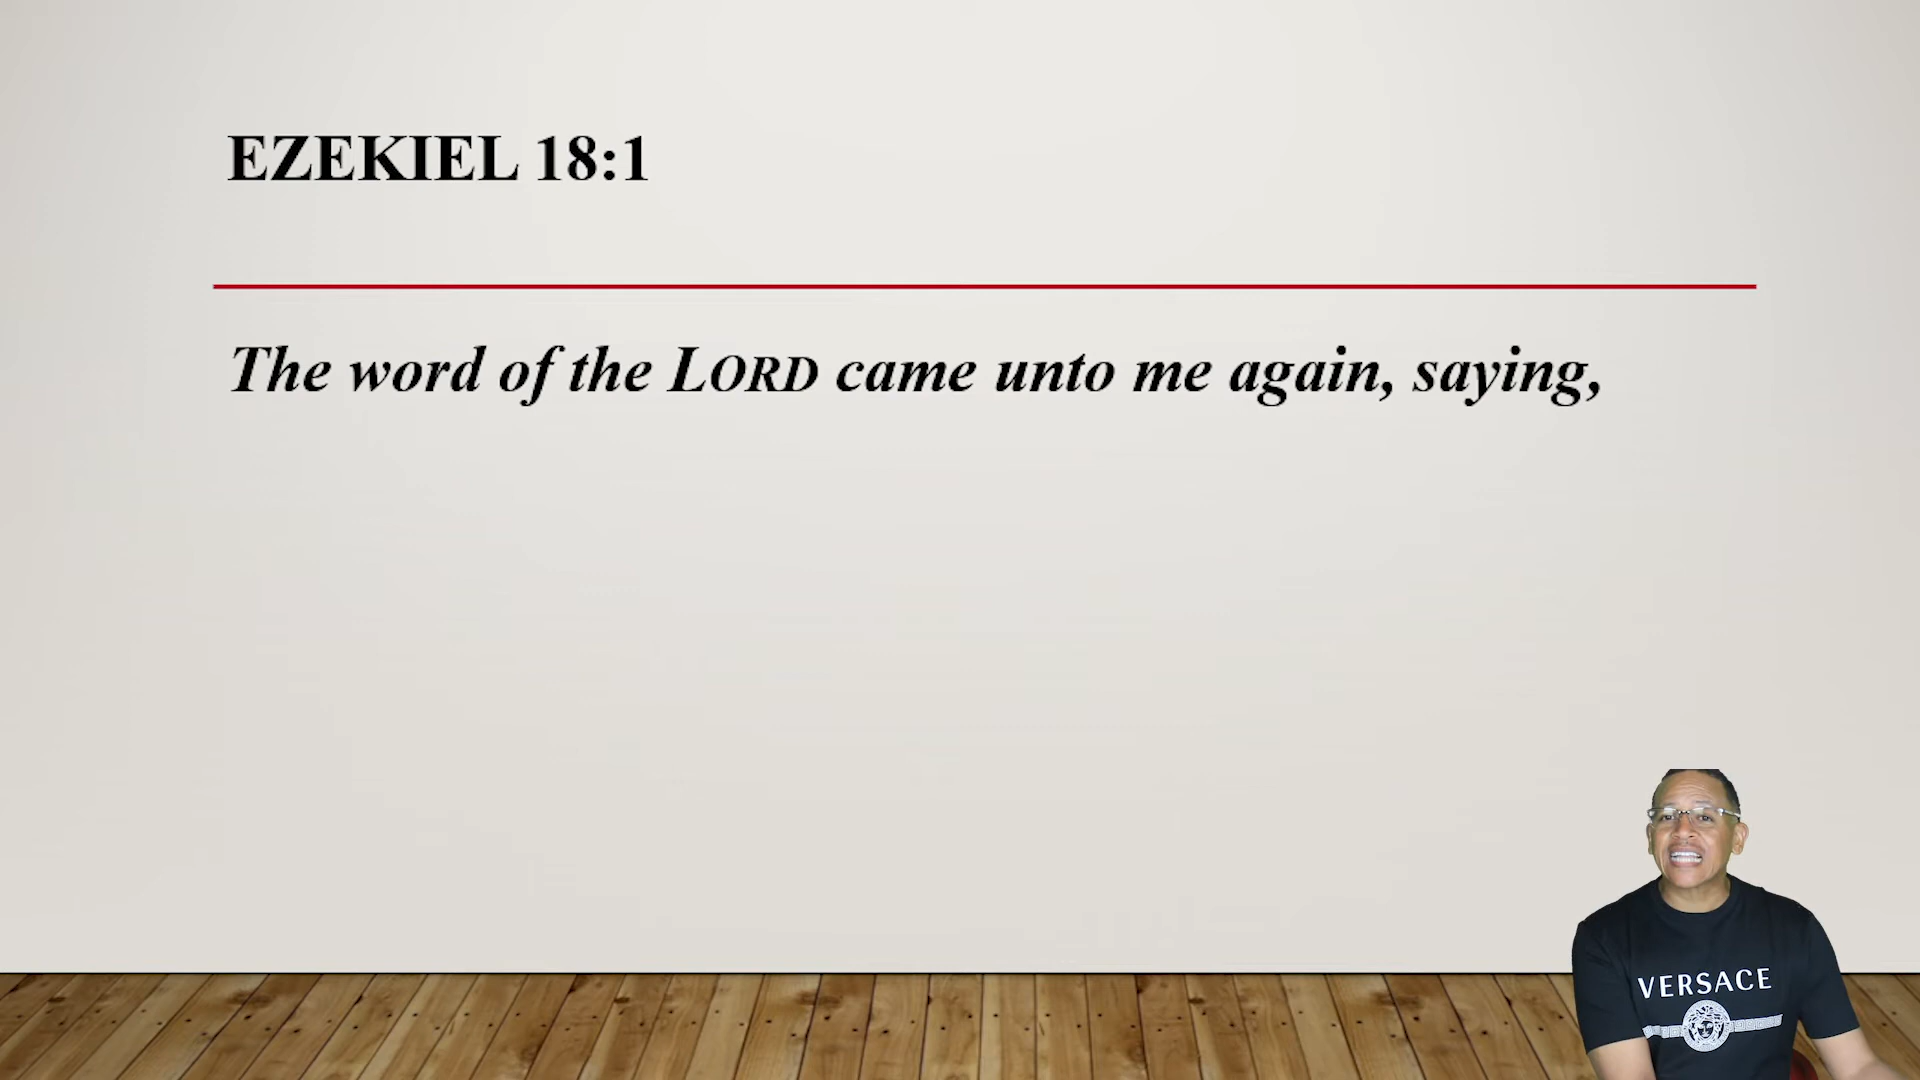 EZEKIEL 18:1
The word of the LORD came unto me again, saying,
VERSACE